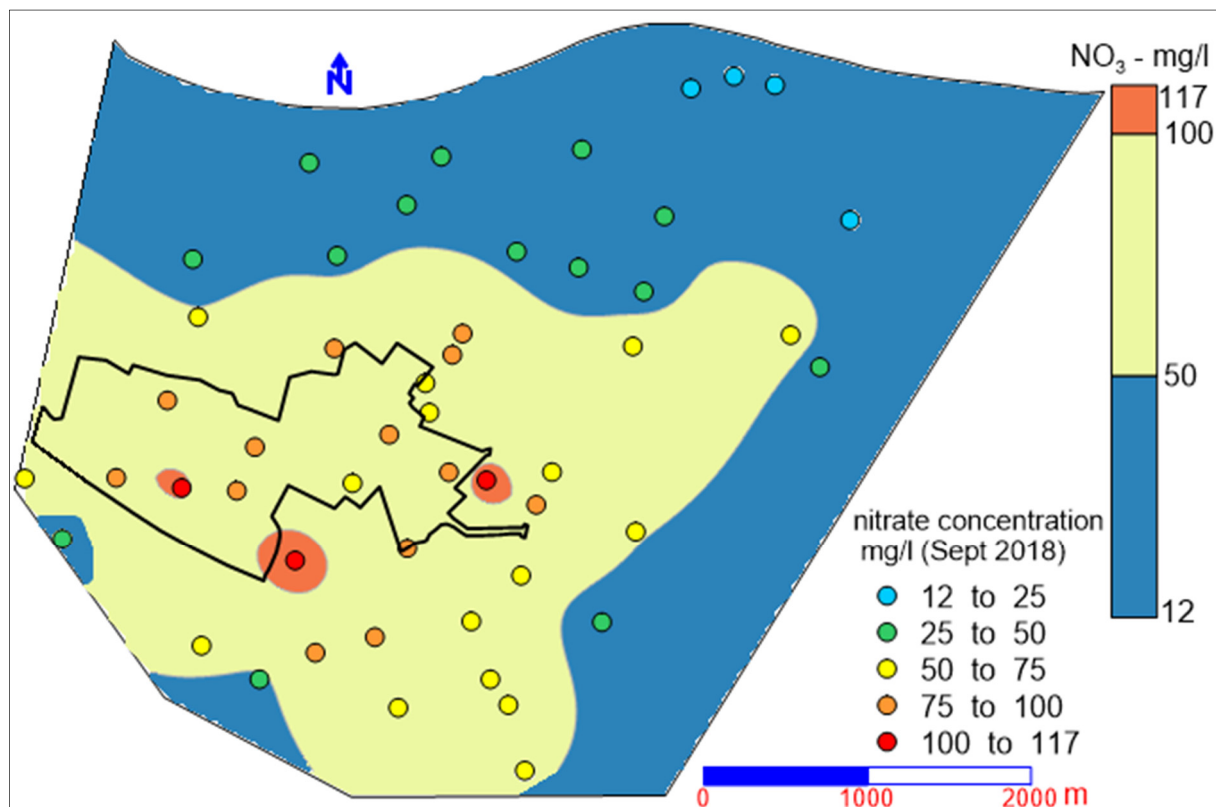 N
NO₃ - mg/l
117
100
50
12
nitrate concentration
mg/l (Sept 2018)
12 to 25
25 to 50
50 to 75
75 to 100
100 to 117
0 1000 2000 m